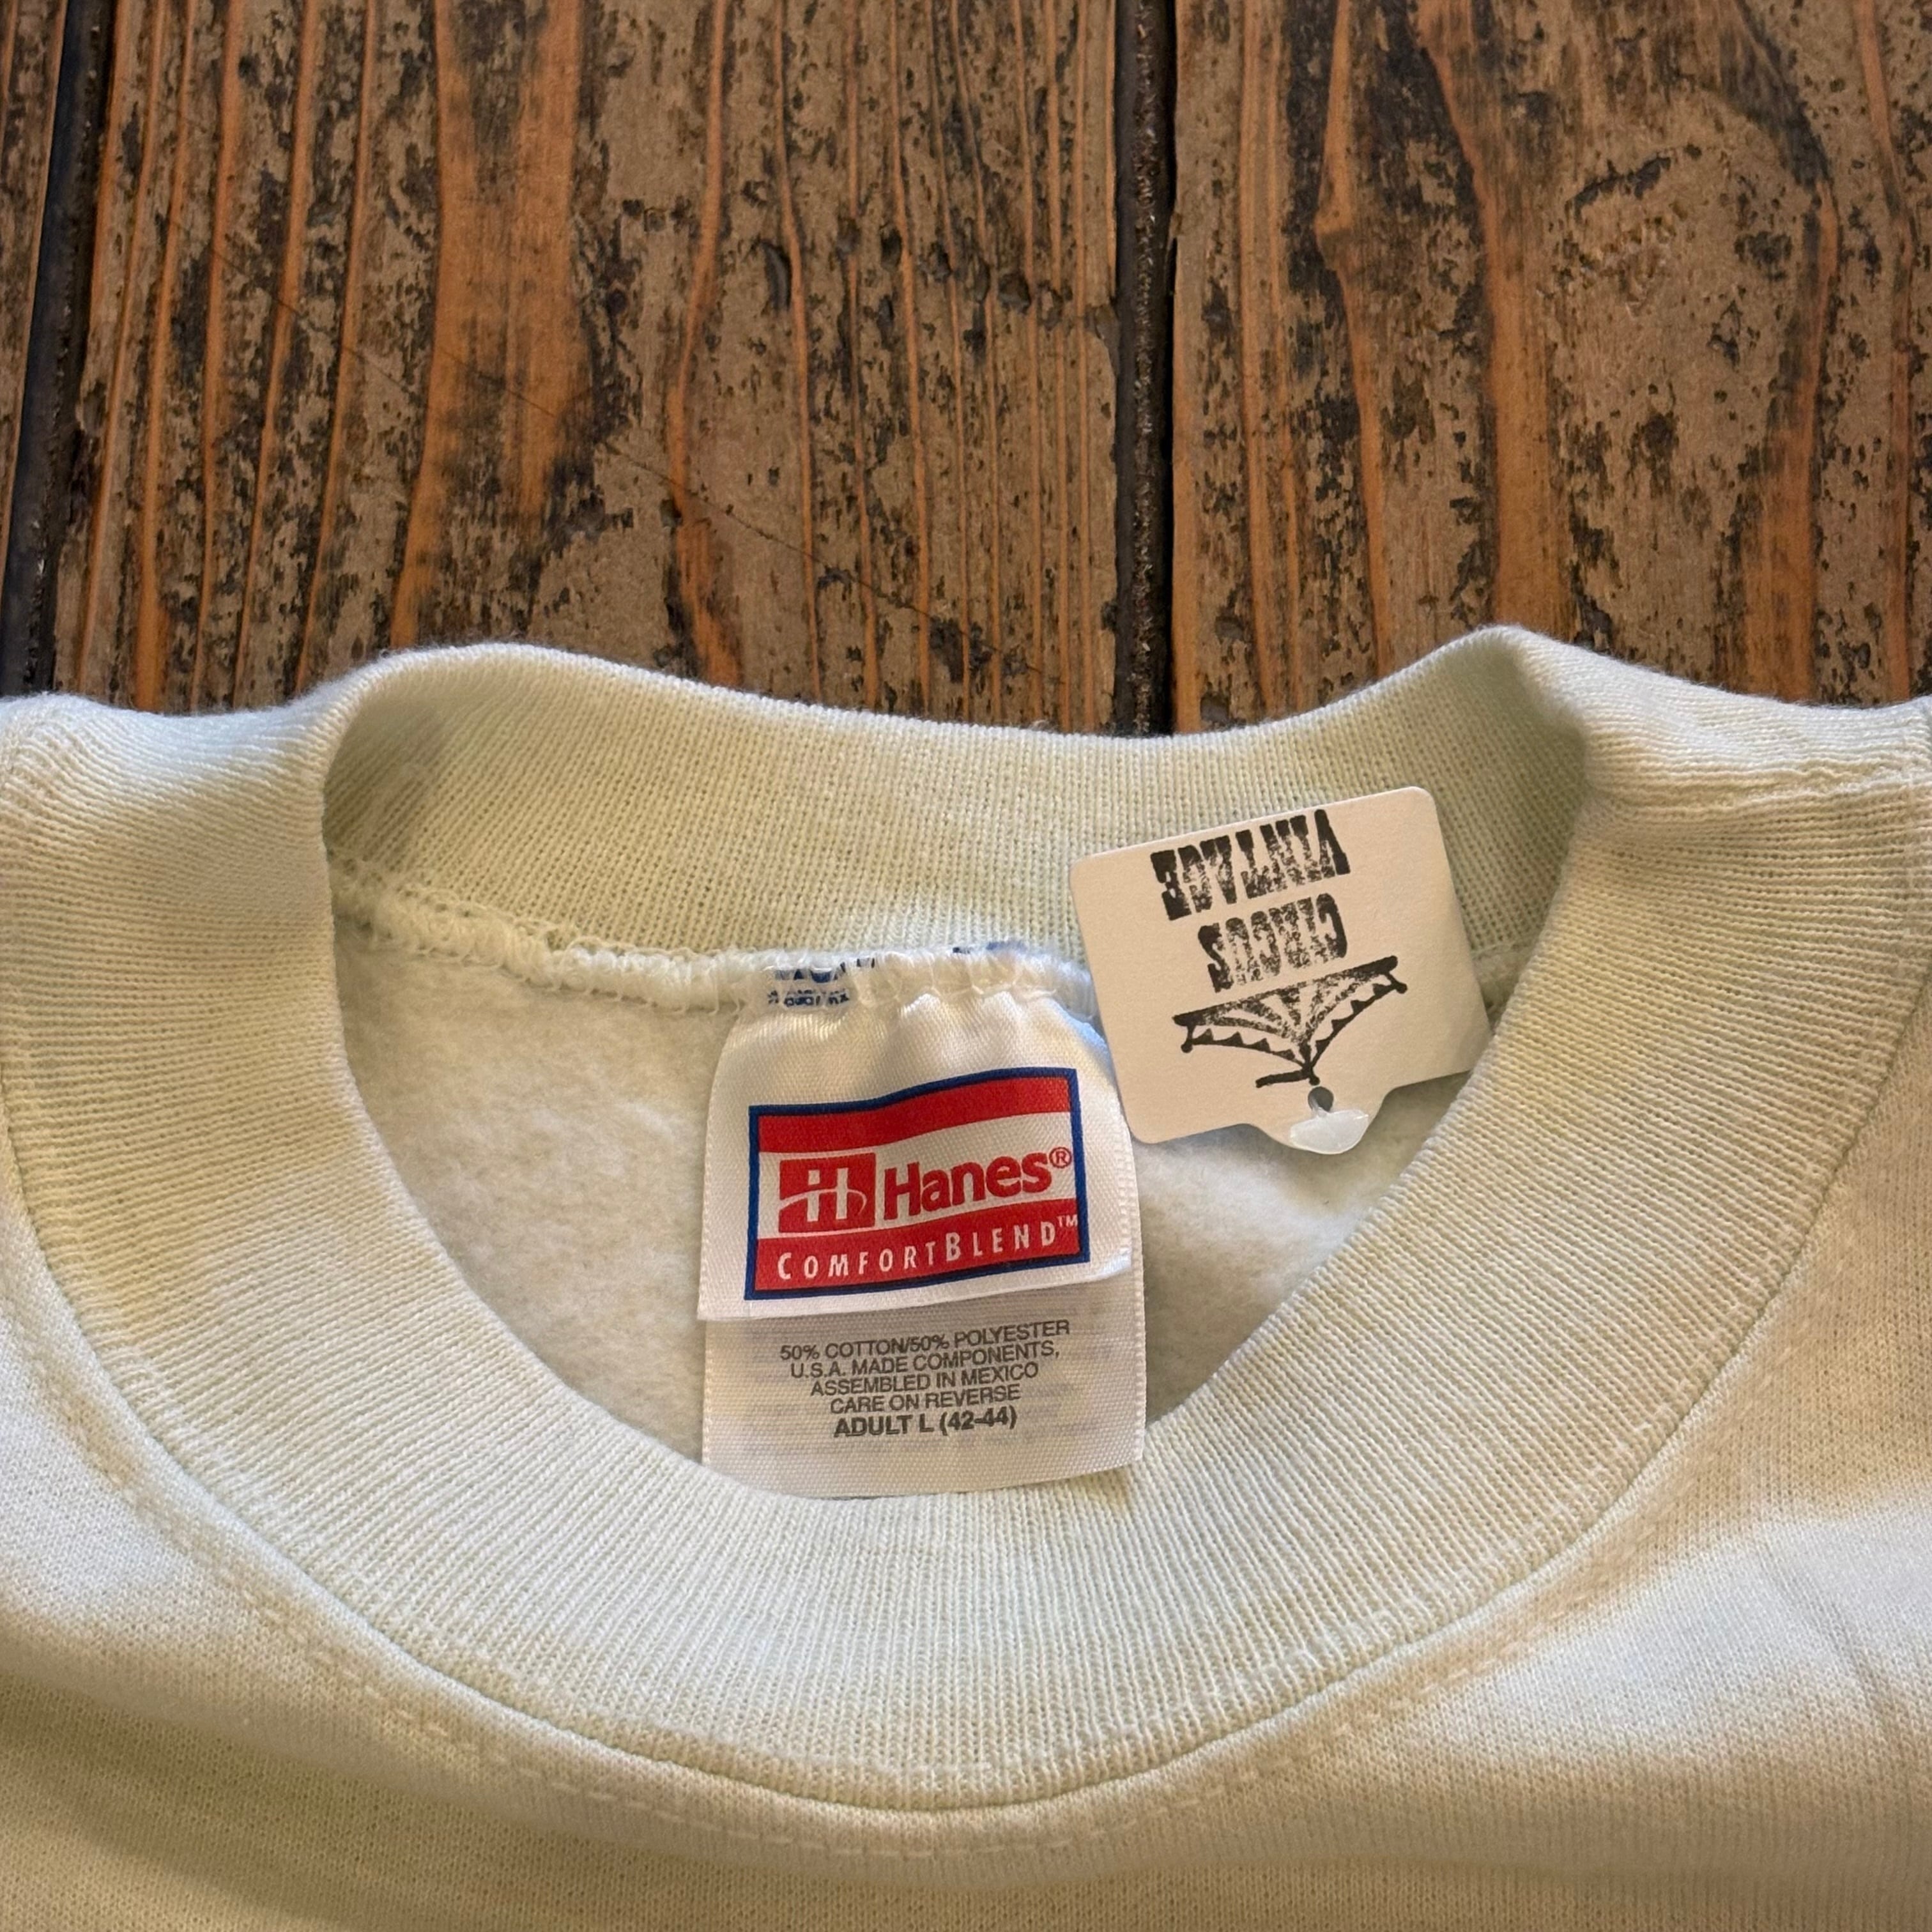 VINTAGE
CIRCUS
Hanes®
COMFORTBLEND™
50% COTTON/50% POLYESTER
U.S.A. MADE COMPONENTS,
ASSEMBLED IN MEXICO
CARE ON REVERSE
ADULT L (42-44)